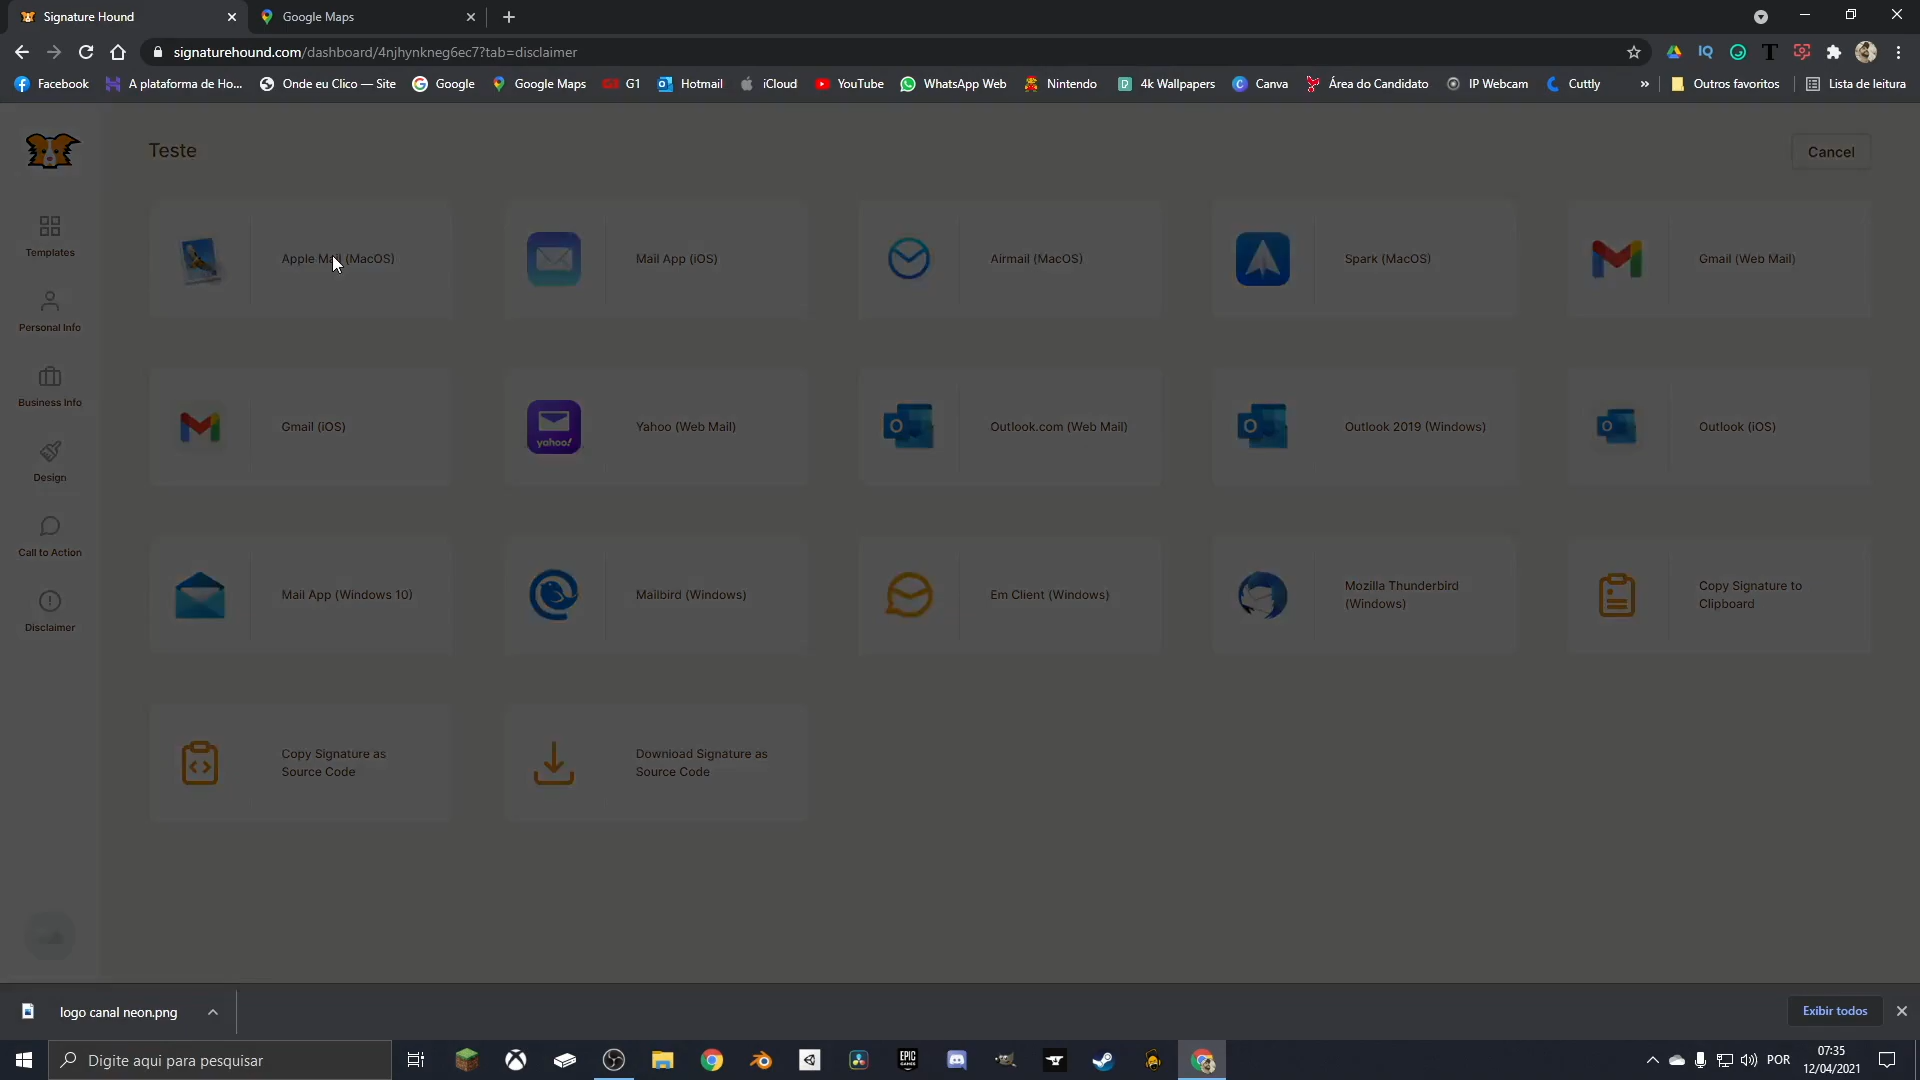 Signature Hound
Google Maps
signaturehound.com/dashboard/4njhynkneg6ec7?tab=disclaimer
Facebook
A plataforma de Ho...
Onde eu Clico — Site
Google
Google Maps
G1
Hotmail
iCloud
YouTube
WhatsApp Web
Nintendo
4k Wallpapers
Canva
Área do Candidato
IP Webcam
Cuttly
»
Outros favoritos
Lista de leitura
Teste
Cancel
Templates
Personal Info
Business Info
Design
Call to Action
Disclaimer
Apple Mail (MacOS)
Mail App (iOS)
Airmail (MacOS)
Spark (MacOS)
Gmail (Web Mail)
Gmail (iOS)
yahoo!
Yahoo (Web Mail)
Outlook.com (Web Mail)
Outlook 2019 (Windows)
Outlook (iOS)
Mail App (Windows 10)
Mailbird (Windows)
Em Client (Windows)
Mozilla Thunderbird
(Windows)
Copy Signature to
Clipboard
Copy Signature as
Source Code
Download Signature as
Source Code
logo canal neon.png
Exibir todos
Digite aqui para pesquisar
POR
07:35
12/04/2021